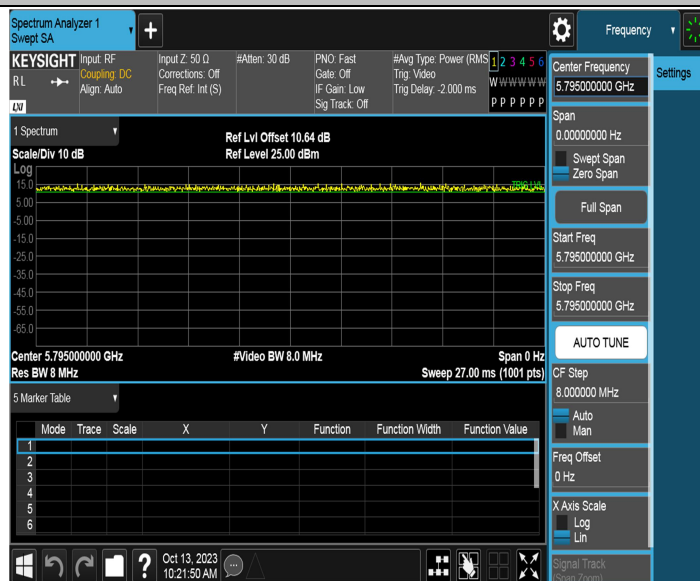 Spectrum Analyzer 1
Swept SA
Frequency
KEYSIGHT
RL
LXI
Input: RF
Coupling: DC
Align: Auto
Input Z: 50 Ω
Corrections: Off
Freq Ref: Int (S)
#Atten: 30 dB
PNO: Fast
Gate: Off
IF Gain: Low
Sig Track: Off
#Avg Type: Power (RMS
Trig: Video
Trig Delay: -2.000 ms
1 2 3 4 5 6
W W W W W W
P P P P P P
1 Spectrum
Scale/Div 10 dB
Ref Lvl Offset 10.64 dB
Ref Level 25.00 dBm
Log
15.0
5.00
-5.00
-15.0
-25.0
-35.0
-45.0
-55.0
-65.0
TRIG LVL
Center 5.795000000 GHz
#Video BW 8.0 MHz
Span 0 Hz
Res BW 8 MHz
Sweep 27.00 ms (1001 pts)
5 Marker Table
Mode Trace Scale X Y Function Function Width Function Value
1
2
3
4
5
6
Oct 13, 2023
10:21:50 AM
Center Frequency
5.795000000 GHz
Settings
Span
0.00000000 Hz
Swept Span
Zero Span
Full Span
Start Freq
5.795000000 GHz
Stop Freq
5.795000000 GHz
AUTO TUNE
CF Step
8.000000 MHz
Auto
Man
Freq Offset
0 Hz
X Axis Scale
Log
Lin
Signal Track
(Span Zoom)